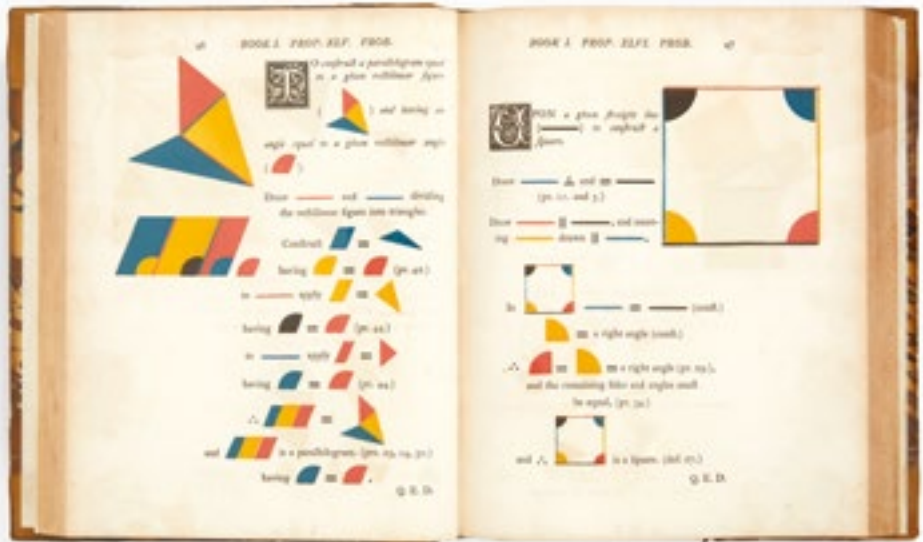 46 BOOK I. PROP. XLV. PROB.
TO construct a parallelogram equal
to a given rectilinear figure
( ) and having an
angle equal to a given rectilinear angle
( )
Draw and dividing
the rectilinear figure into triangles.
Construct =
having = (pr. 42.)
to apply =
having = (pr. 44.)
to apply =
having = (pr. 44.)
∴ =
and is a parallelogram. (prs. 29, 14, 30.)
having = .
Q. E. D.
BOOK I. PROP. XLVI. PROB. 47
UPON a given straight line
( ) to construct a
square.
Draw ⊥ and =
(pr. 11. and 3.)
Draw ∥ , and meet-
ing drawn ∥ .
In = (const.)
= a right angle (const.)
∴ = = a right angle (pr. 29.),
and the remaining sides and angles must
be equal, (pr. 34.)
and ∴ is a square. (def. 27.)
Q. E. D.